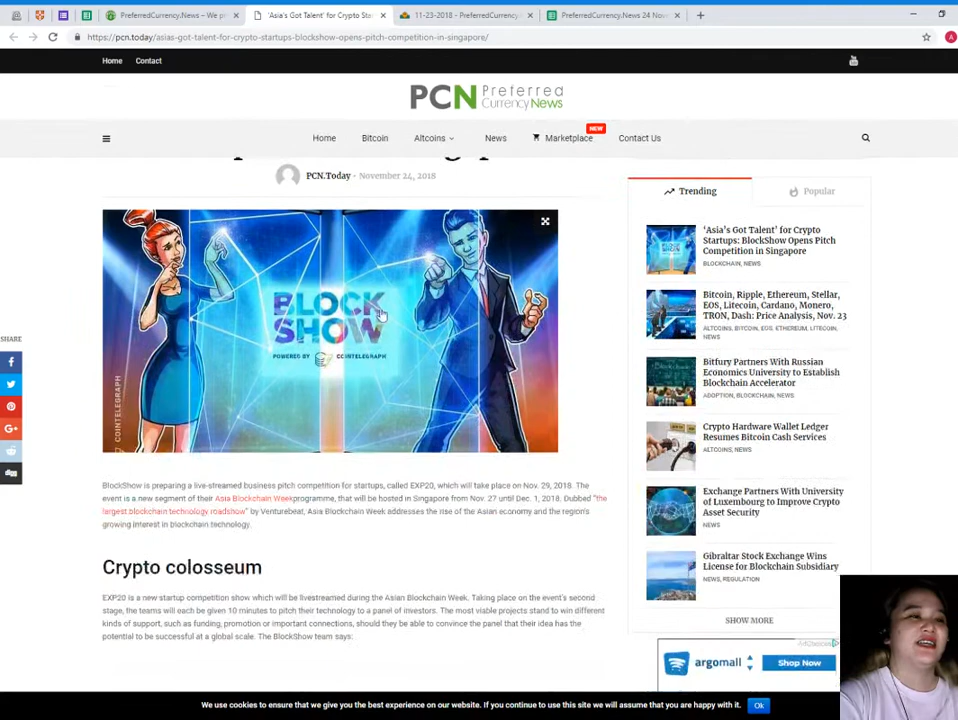 PreferredCurrency.News – We p
'Asia's Got Talent' for Crypto Sta
11-23-2018 - PreferredCurrency.N
PreferredCurrency.News 24 Nov
https://pcn.today/asias-got-talent-for-crypto-startups-blockshow-opens-pitch-competition-in-singapore/
Home
Contact
PCN Preferred
Currency News
Home
Bitcoin
Altcoins
News
Marketplace
NEW
Contact Us
PCN.Today - November 24, 2018
BLOCK
SHOW
POWERED BY COINTELEGRAPH
COINTELEGRAPH
SHARE
BlockShow is preparing a live-streamed business pitch competition for startups, called EXP20, which will take place on Nov. 29, 2018. The
event is a new segment of their Asia Blockchain Weekprogramme, that will be hosted in Singapore from Nov. 27 until Dec. 1, 2018. Dubbed "the
largest blockchain technology roadshow" by Venturebeat, Asia Blockchain Week addresses the rise of the Asian economy and the region's
growing interest in blockchain technology.
Crypto colosseum
EXP20 is a new startup competition show which will be livestreamed during the Asian Blockchain Week. Taking place on the event's second
stage, the teams will each be given 10 minutes to pitch their technology to a panel of investors. The most viable projects stand to win different
kinds of support, such as funding, promotion or important connections, should they be able to convince the panel that their idea has the
potential to be successful at a global scale. The BlockShow team says:
Trending
Popular
'Asia's Got Talent' for Crypto
Startups: BlockShow Opens Pitch
Competition in Singapore
BLOCKCHAIN, NEWS
Bitcoin, Ripple, Ethereum, Stellar,
EOS, Litecoin, Cardano, Monero,
TRON, Dash: Price Analysis, Nov. 23
ALTCOINS, BITCOIN, EOS, ETHEREUM, LITECOIN,
NEWS
Bitfury Partners With Russian
Economics University to Establish
Blockchain Accelerator
ADOPTION, BLOCKCHAIN, NEWS
Crypto Hardware Wallet Ledger
Resumes Bitcoin Cash Services
ALTCOINS, NEWS
Exchange Partners With University
of Luxembourg to Improve Crypto
Asset Security
NEWS
Gibraltar Stock Exchange Wins
License for Blockchain Subsidiary
NEWS, REGULATION
SHOW MORE
AdChoices
argomall
Shop Now
We use cookies to ensure that we give you the best experience on our website. If you continue to use this site we will assume that you are happy with it.
Ok